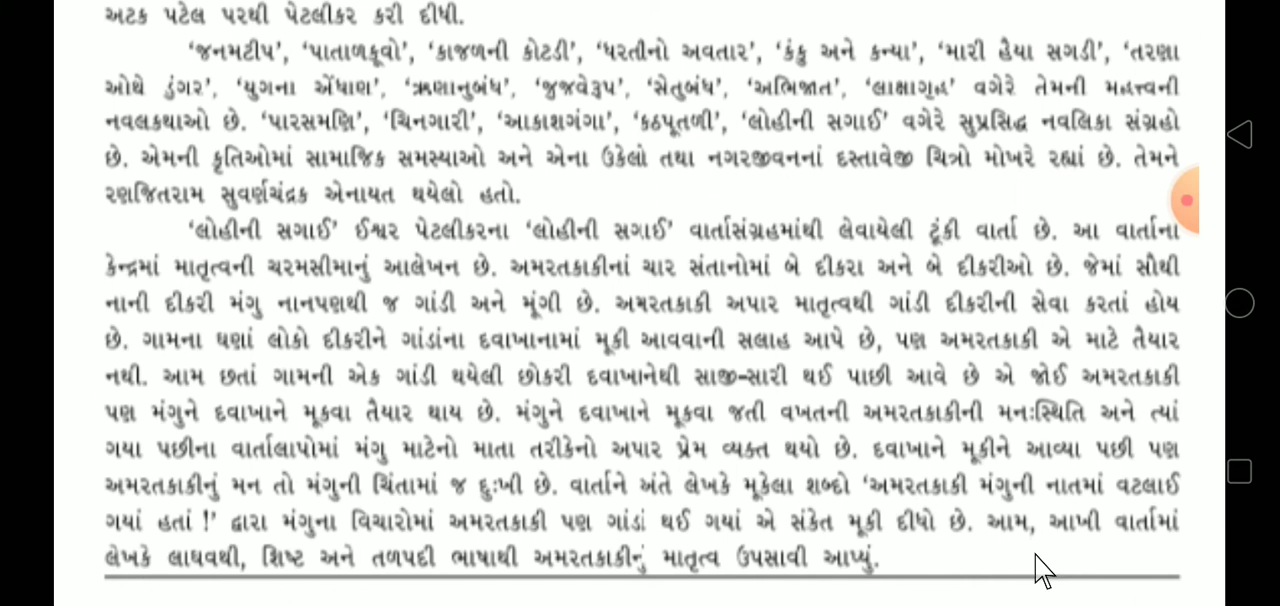 અટક પટેલ પરથી પેટલીકર કરી દીધી.
‘જનમટીપ’, ‘પાતાળકૂવો’, ‘કાજળની કોટડી’, ‘ધરતીનો અવતાર’, ‘કંકુ અને કન્યા’, ‘મારી હૈયા સગડી’, ‘તરણા
ઓથે ડુંગર’, ‘યુગના એંધાણ’, ‘ઋણાનુબંધ’, ‘જુજવેરૂપ’, ‘સેતુબંધ’, ‘અભિજાત’, ‘લાક્ષાગૃહ’ વગેરે તેમની મહત્ત્વની
નવલકથાઓ છે. ‘પારસમણિ’, ‘ચિનગારી’, ‘આકાશગંગા’, ‘કઠપૂતળી’, ‘લોહીની સગાઈ’ વગેરે સુપ્રસિદ્ધ નવલિકા સંગ્રહો
છે. એમની કૃતિઓમાં સામાજિક સમસ્યાઓ અને એના ઉકેલો તથા નગરજીવનનાં દસ્તાવેજી ચિત્રો મોખરે રહ્યાં છે. તેમને
રણજિતરામ સુવર્ણચંદ્રક એનાયત થયેલો હતો.
‘લોહીની સગાઈ’ ઈશ્વર પેટલીકરના ‘લોહીની સગાઈ’ વાર્તાસંગ્રહમાંથી લેવાયેલી ટૂંકી વાર્તા છે. આ વાર્તાના
કેન્દ્રમાં માતૃત્વની ચરમસીમાનું આલેખન છે. અમરતકાકીનાં ચાર સંતાનોમાં બે દીકરા અને બે દીકરીઓ છે. જેમાં સૌથી
નાની દીકરી મંગુ નાનપણથી જ ગાંડી અને મૂંગી છે. અમરતકાકી અપાર માતૃત્વથી ગાંડી દીકરીની સેવા કરતાં હોય
છે. ગામના ઘણાં લોકો દીકરીને ગાંડાંના દવાખાનામાં મૂકી આવવાની સલાહ આપે છે, પણ અમરતકાકી એ માટે તૈયાર
નથી. આમ છતાં ગામની એક ગાંડી થયેલી છોકરી દવાખાનેથી સાજી-સારી થઈ પાછી આવે છે એ જોઈ અમરતકાકી
પણ મંગુને દવાખાને મૂકવા તૈયાર થાય છે. મંગુને દવાખાને મૂકવા જતી વખતની અમરતકાકીની મનઃસ્થિતિ અને ત્યાં
ગયા પછીના વાર્તાલાપોમાં મંગુ માટેનો માતા તરીકેનો અપાર પ્રેમ વ્યક્ત થયો છે. દવાખાને મૂકીને આવ્યા પછી પણ
અમરતકાકીનું મન તો મંગુની ચિંતામાં જ દુઃખી છે. વાર્તાને અંતે લેખકે મૂકેલા શબ્દો ‘અમરતકાકી મંગુની નાતમાં વટલાઈ
ગયાં હતાં !’ દ્વારા મંગુના વિચારોમાં અમરતકાકી પણ ગાંડાં થઈ ગયાં એ સંકેત મૂકી દીધો છે. આમ, આખી વાર્તામાં
લેખકે લાઘવથી, શિષ્ટ અને તળપદી ભાષાથી અમરતકાકીનું માતૃત્વ ઉપસાવી આપ્યું.